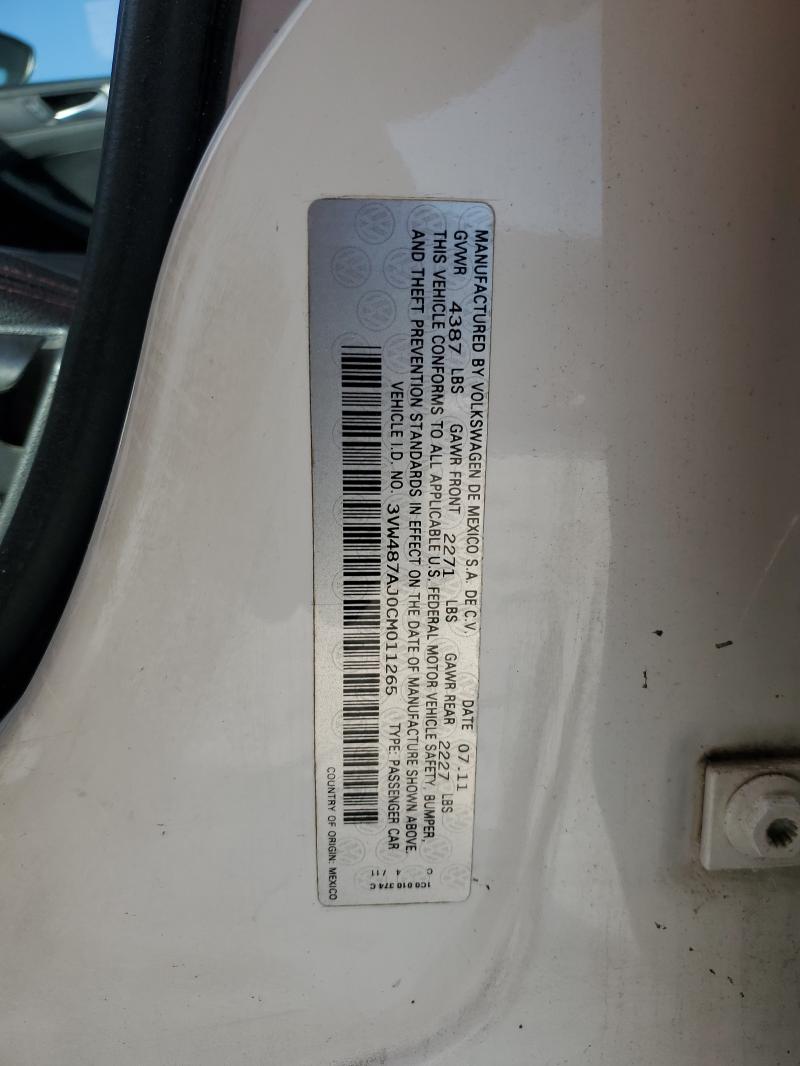 MANUFACTURED BY VOLKSWAGEN DE MEXICO S.A. DE C.V. DATE 07.11
GVWR 4387 LBS GAWR FRONT 2271 LBS GAWR REAR 2227 LBS
THIS VEHICLE CONFORMS TO ALL APPLICABLE U.S. FEDERAL MOTOR VEHICLE SAFETY, BUMPER,
AND THEFT PREVENTION STANDARDS IN EFFECT ON THE DATE OF MANUFACTURE SHOWN ABOVE.
VEHICLE I.D. NO. 3VW487AJ0CM011265 TYPE: PASSENGER CAR
COUNTRY OF ORIGIN: MEXICO
1C0 010 374 C
C 4 / 11